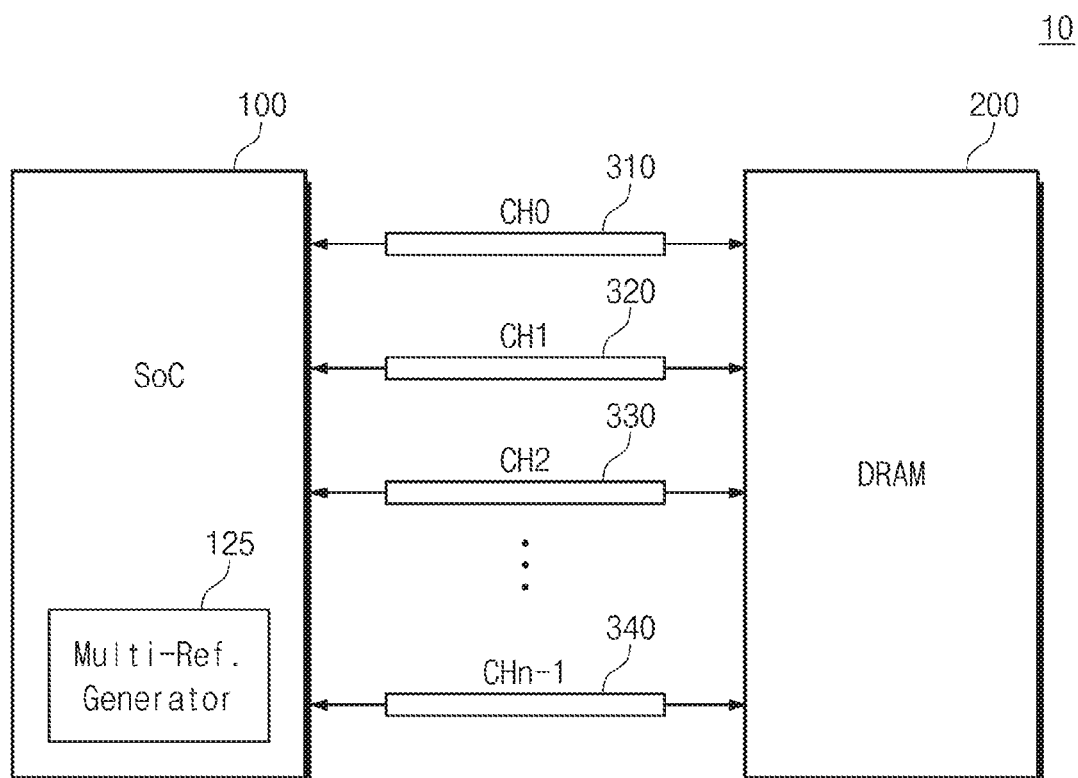 10
100
200
310
CH0
320
CH1
SoC
330
CH2
DRAM
125
340
Multi-Ref.
Generator
CHn-1